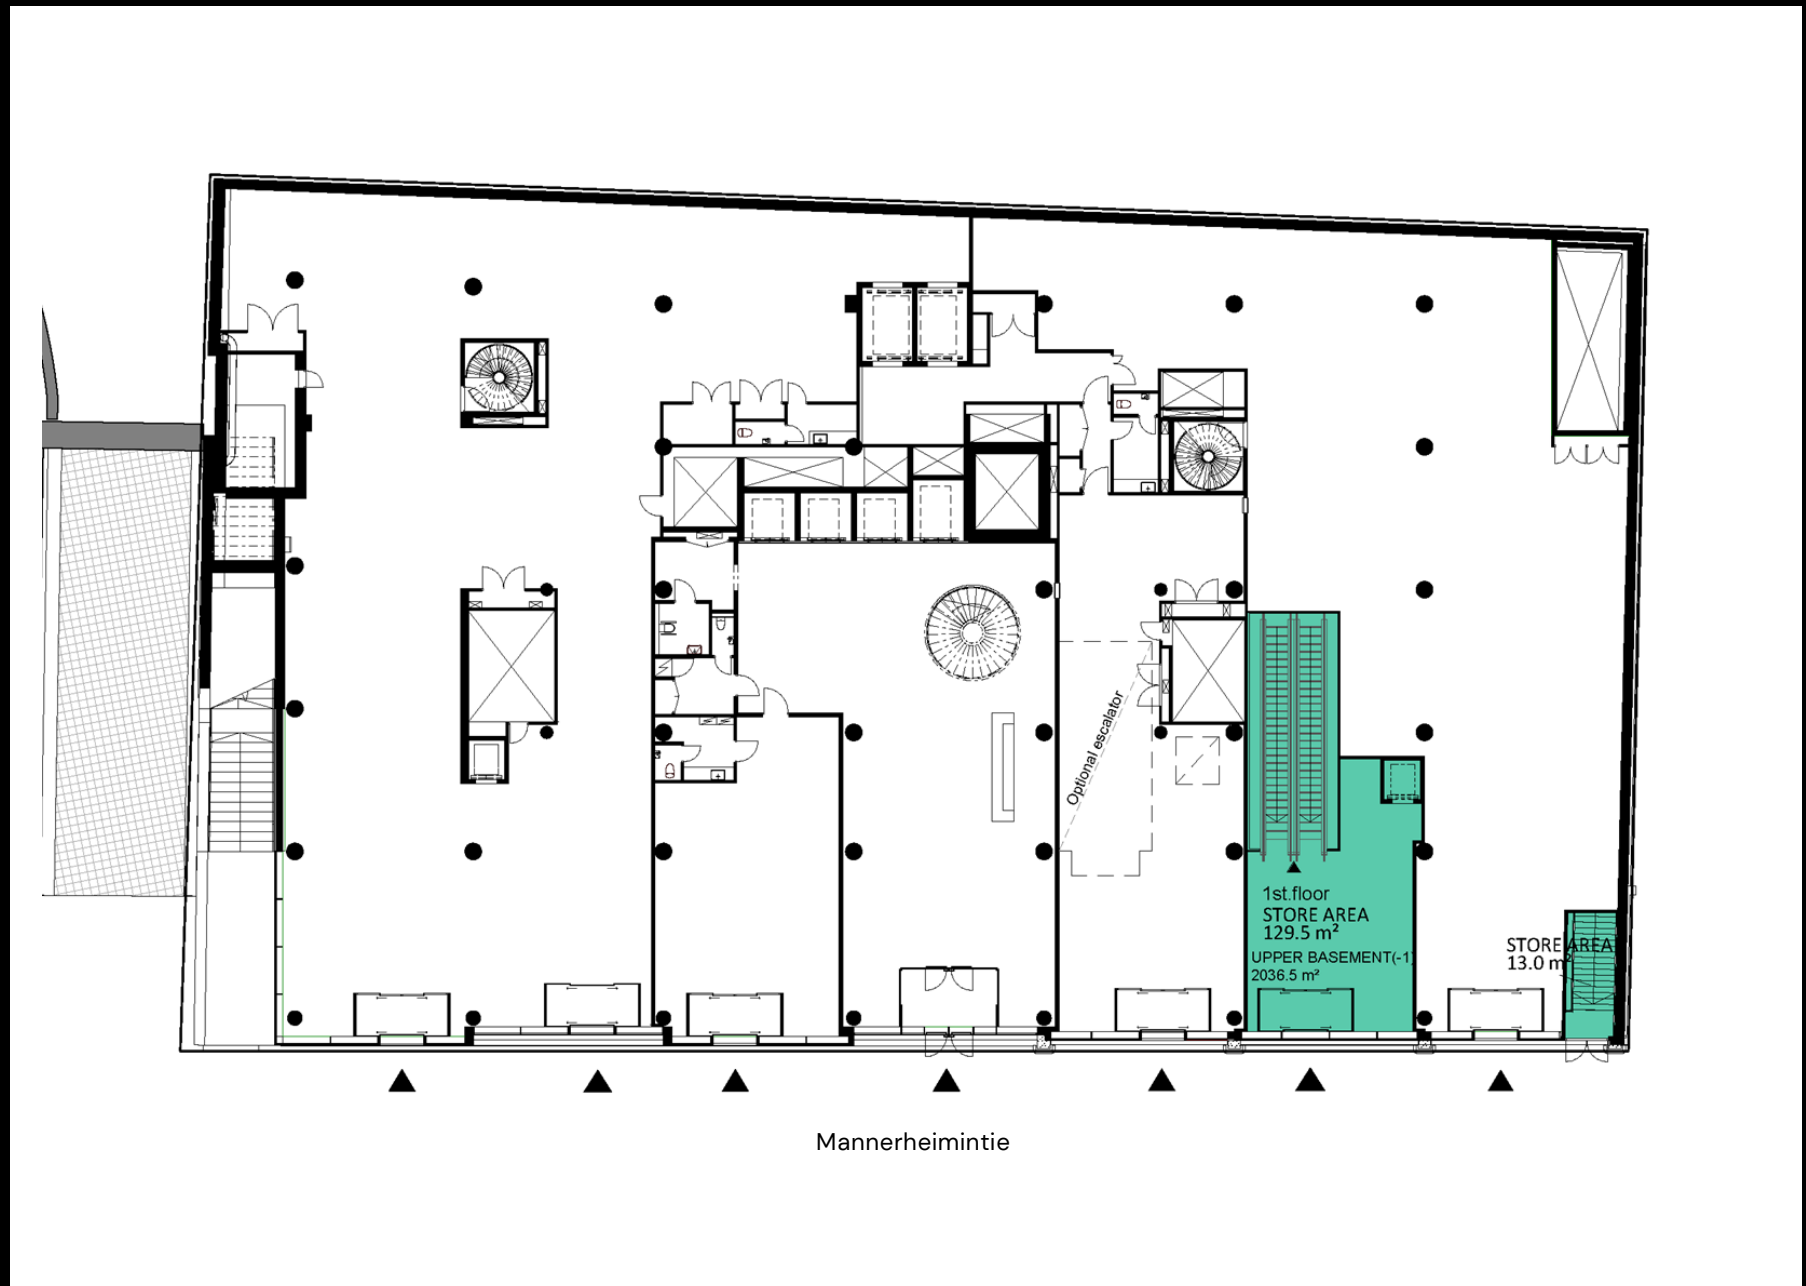 Optional escalator
1st.floor
STORE AREA
129.5 m²
UPPER BASEMENT(-1)
2036.5 m²
STORE AREA
13.0 m²
Mannerheimintie